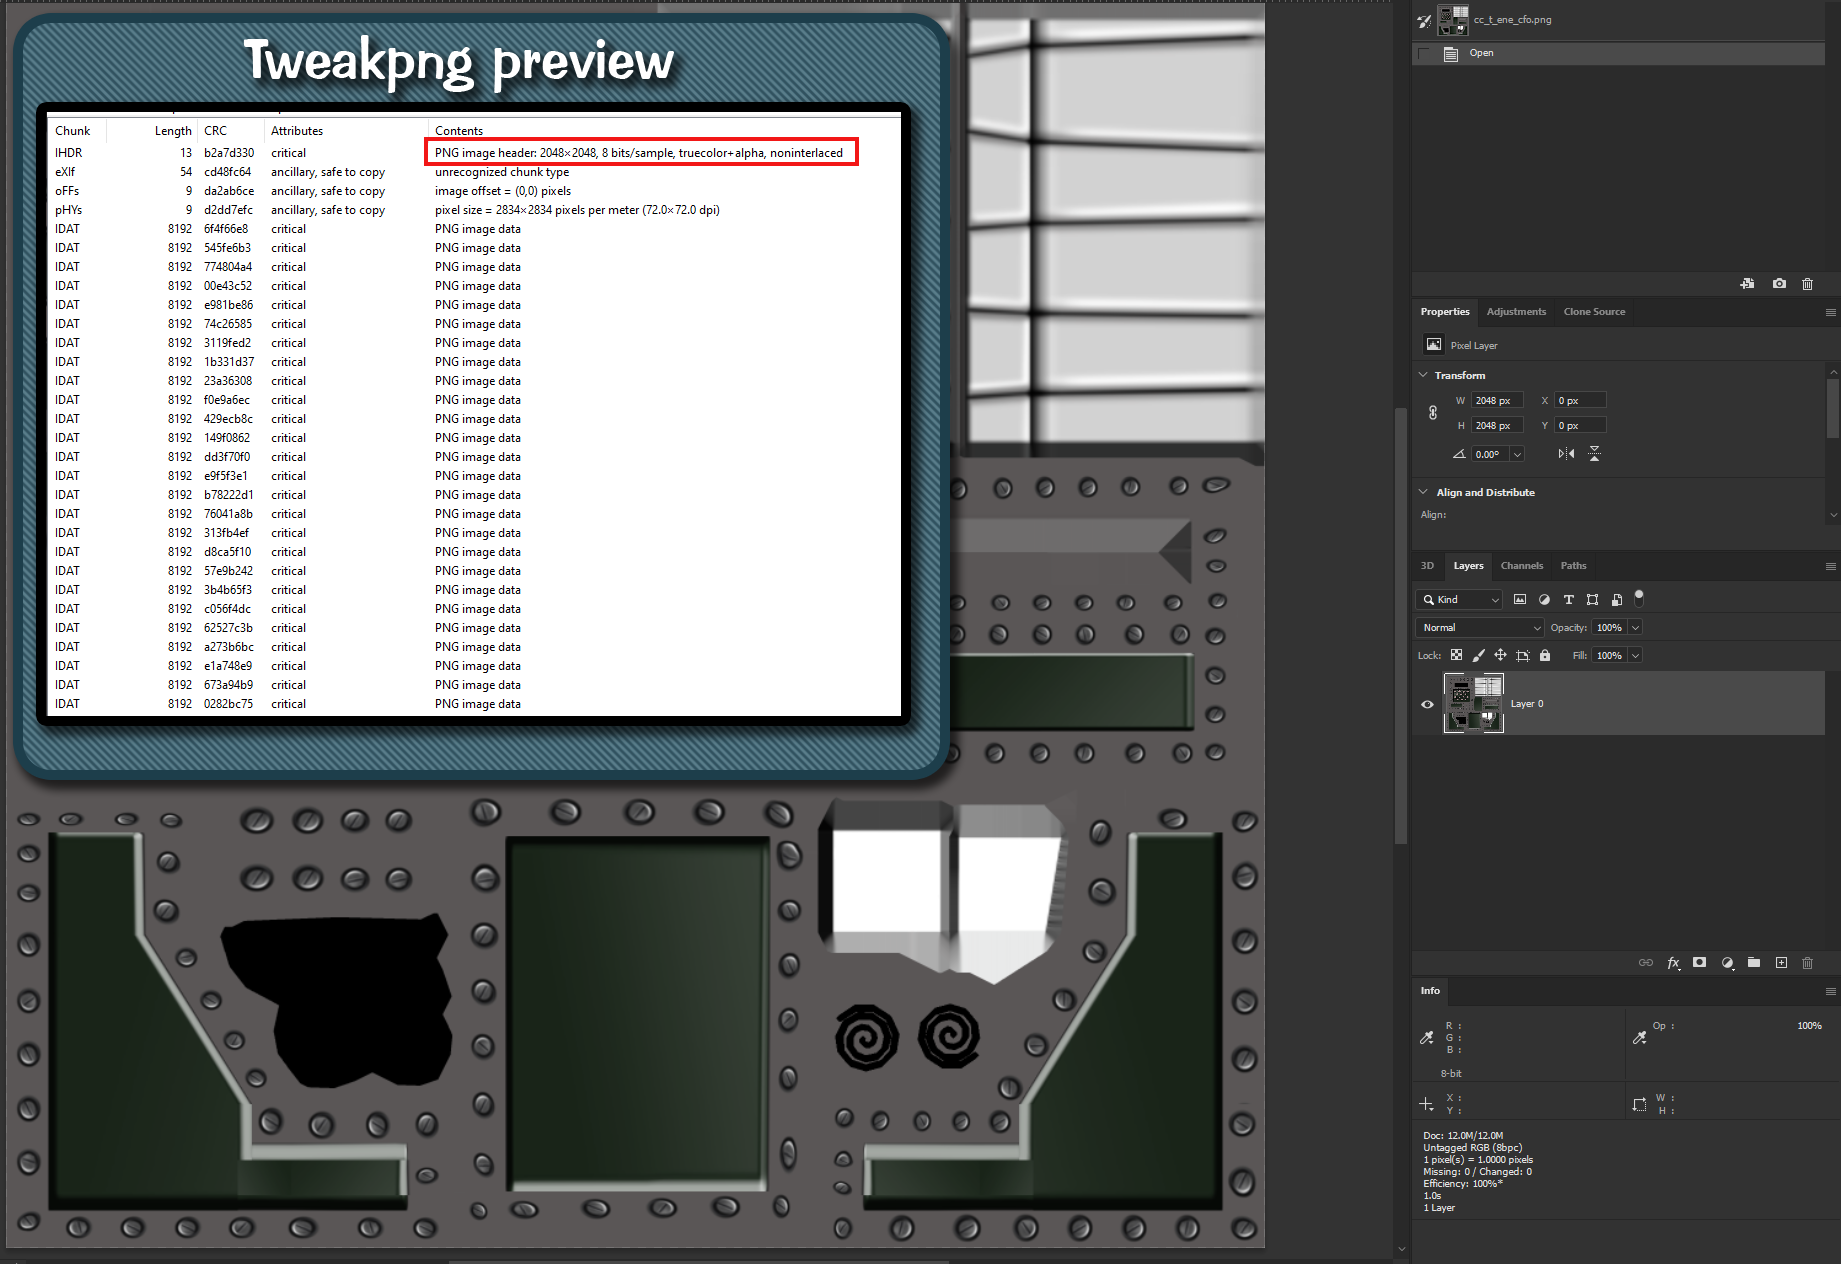 Tweakpng preview
Chunk Length CRC Attributes Contents
IHDR 13 b2a7d330 critical PNG image header: 2048×2048, 8 bits/sample, truecolor+alpha, noninterlaced
eXIf 54 cd48fc64 ancillary, safe to copy unrecognized chunk type
oFFs 9 da2ab6ce ancillary, safe to copy image offset = (0,0) pixels
pHYs 9 d2dd7efc ancillary, safe to copy pixel size = 2834×2834 pixels per meter (72.0×72.0 dpi)
IDAT 8192 6f4f66e8 critical PNG image data
IDAT 8192 545fe6b3 critical PNG image data
IDAT 8192 774804a4 critical PNG image data
IDAT 8192 00e43c52 critical PNG image data
IDAT 8192 e981be86 critical PNG image data
IDAT 8192 74c26585 critical PNG image data
IDAT 8192 3119fed2 critical PNG image data
IDAT 8192 1b331d37 critical PNG image data
IDAT 8192 23a36308 critical PNG image data
IDAT 8192 f0e9a6ec critical PNG image data
IDAT 8192 429ecb8c critical PNG image data
IDAT 8192 149f0862 critical PNG image data
IDAT 8192 dd3f70f0 critical PNG image data
IDAT 8192 e9f5f3e1 critical PNG image data
IDAT 8192 b78222d1 critical PNG image data
IDAT 8192 76041a8b critical PNG image data
IDAT 8192 313fb4ef critical PNG image data
IDAT 8192 d8ca5f10 critical PNG image data
IDAT 8192 57e9b242 critical PNG image data
IDAT 8192 3b4b65f3 critical PNG image data
IDAT 8192 c056f4dc critical PNG image data
IDAT 8192 62527c3b critical PNG image data
IDAT 8192 a273b6bc critical PNG image data
IDAT 8192 e1a748e9 critical PNG image data
IDAT 8192 673a94b9 critical PNG image data
IDAT 8192 0282bc75 critical PNG image data
cc_t_ene_cfo.png
Open
Properties Adjustments Clone Source
Pixel Layer
Transform
W 2048 px X 0 px
H 2048 px Y 0 px
0.00°
Align and Distribute
Align:
3D Layers Channels Paths
Kind
Normal Opacity: 100%
Lock: Fill: 100%
Layer 0
fx
Info
R :
G :
B :
8-bit
Op : 100%
X :
Y :
W :
H :
Doc: 12.0M/12.0M
Untagged RGB (8bpc)
1 pixel(s) = 1.0000 pixels
Missing: 0 / Changed: 0
Efficiency: 100%*
1.0s
1 Layer